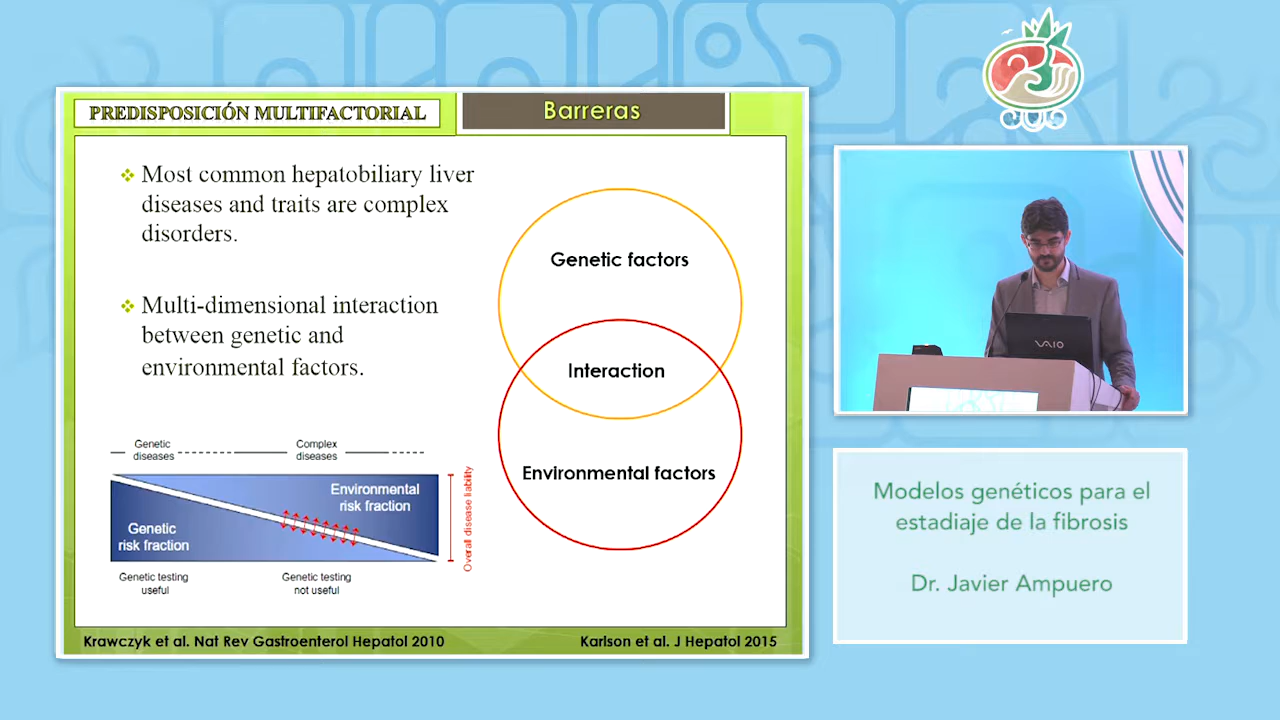 PREDISPOSICIÓN MULTIFACTORIAL
Barreras
Most common hepatobiliary liver
diseases and traits are complex
disorders.
Multi-dimensional interaction
between genetic and
environmental factors.
Genetic factors
Interaction
Environmental factors
Genetic
diseases
Complex
diseases
Environmental
risk fraction
Genetic
risk fraction
Overall disease liability
Genetic testing
useful
Genetic testing
not useful
Krawczyk et al. Nat Rev Gastroenterol Hepatol 2010
Karlson et al. J Hepatol 2015
VAIO
Modelos genéticos para el
estadiaje de la fibrosis
Dr. Javier Ampuero